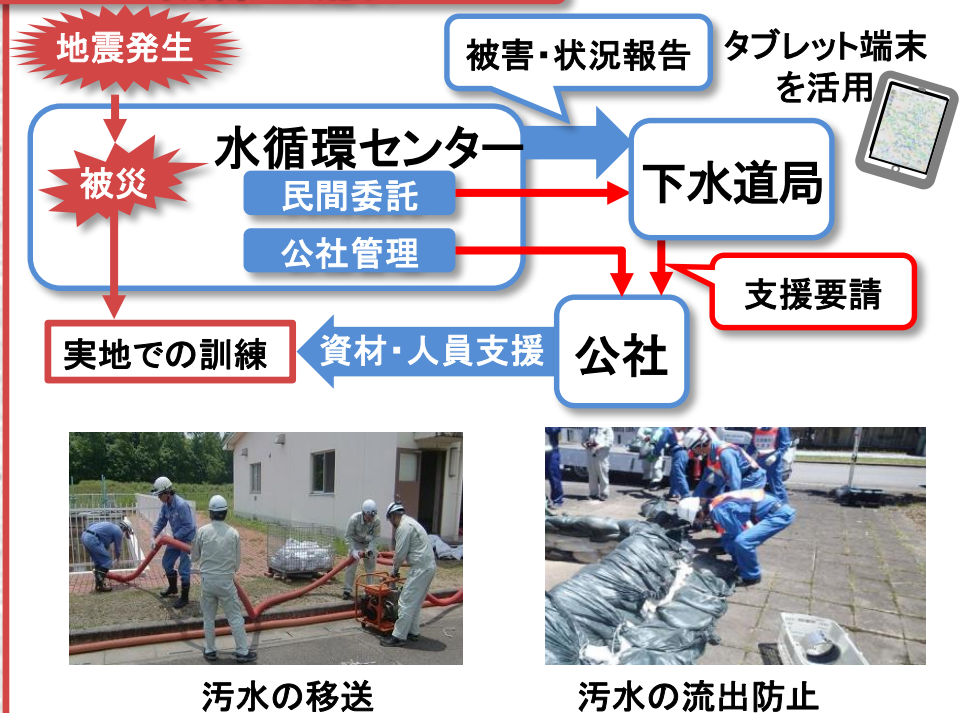 地震発生
被害・状況報告
タブレット端末
を活用
水循環センター
被災
民間委託
下水道局
公社管理
支援要請
実地での訓練
資材・人員支援
公社
汚水の移送
汚水の流出防止